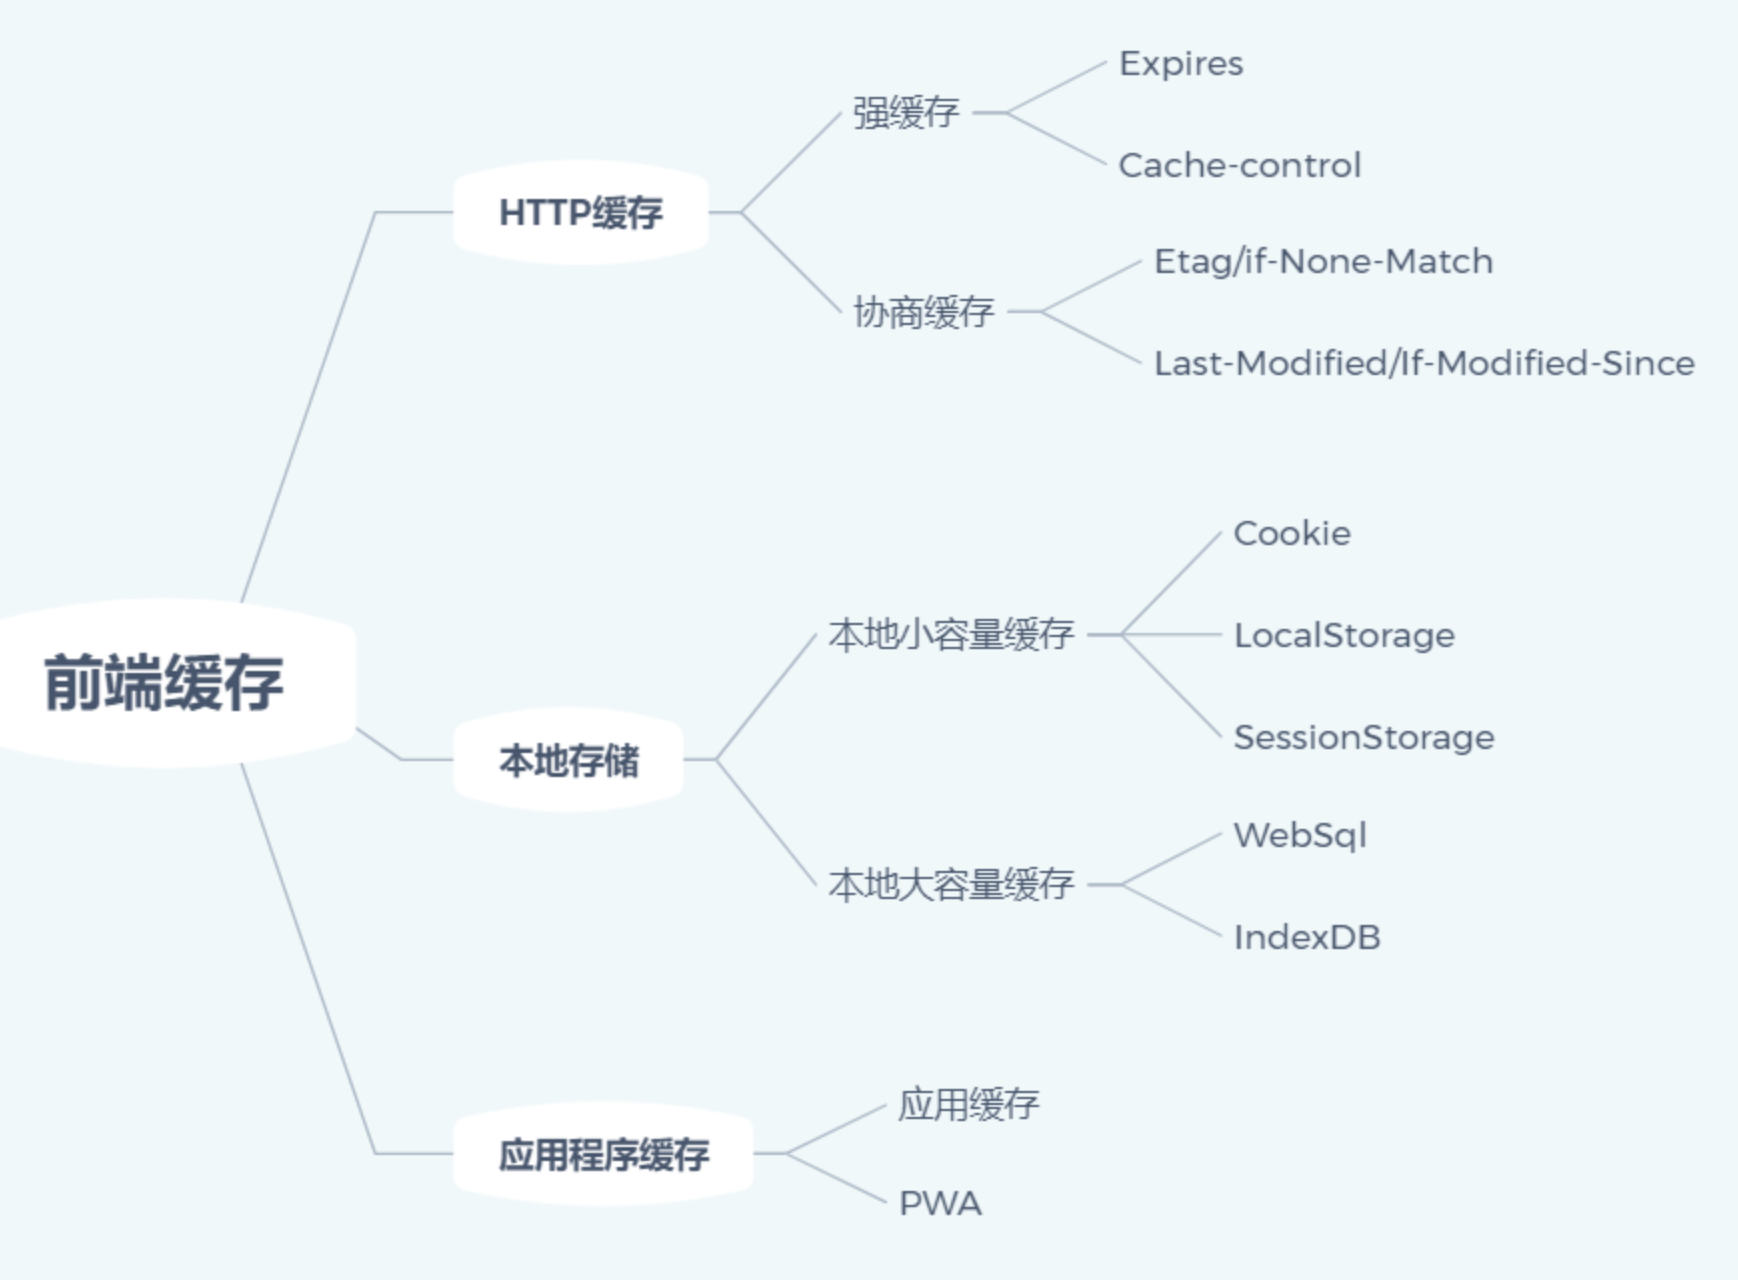 前端缓存
HTTP缓存
强缓存
Expires
Cache-control
协商缓存
Etag/if-None-Match
Last-Modified/If-Modified-Since
本地存储
本地小容量缓存
Cookie
LocalStorage
SessionStorage
本地大容量缓存
WebSql
IndexDB
应用程序缓存
应用缓存
PWA